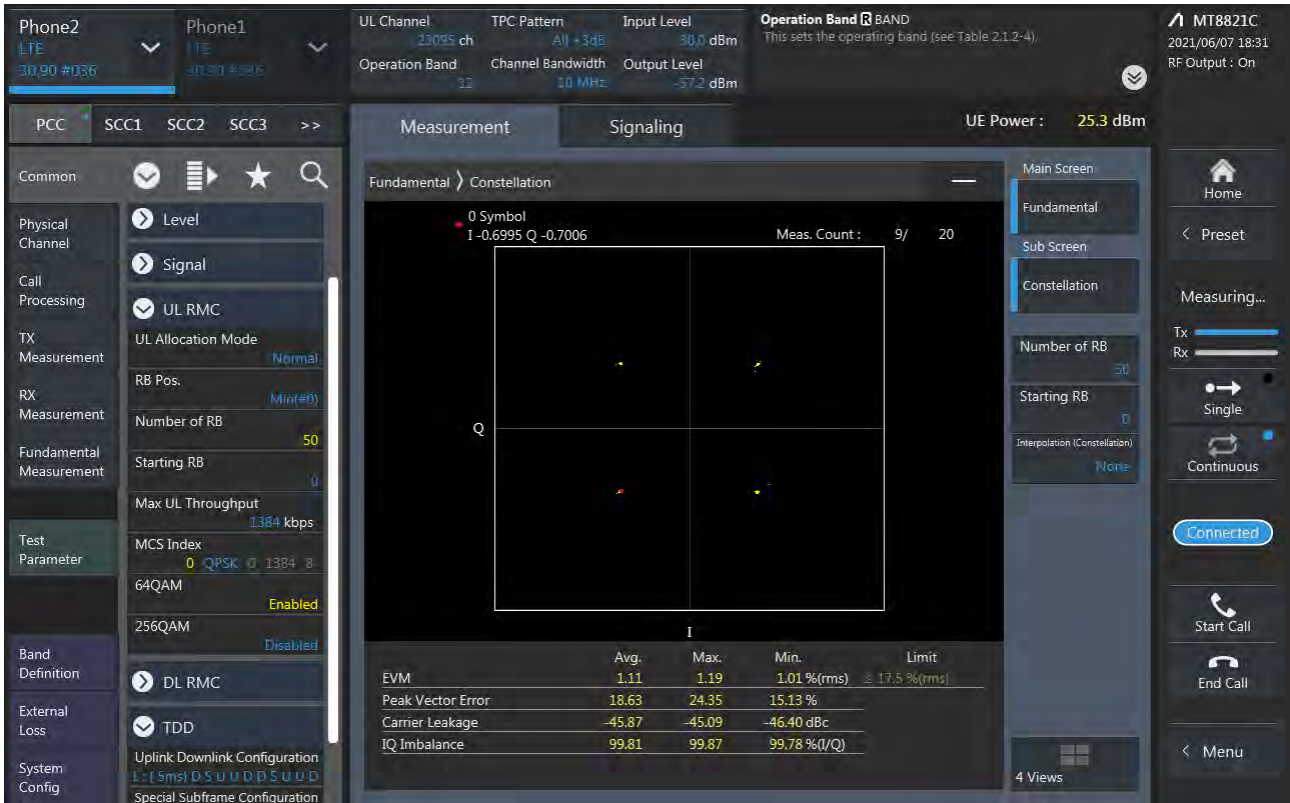 Phone2
LTE
30.90 #036
Phone1
LTE
30.90 #036
UL Channel
23095 ch
TPC Pattern
All +3dB
Input Level
30.0 dBm
Operation Band
12
Channel Bandwidth
10 MHz
Output Level
-57.2 dBm
Operation Band R BAND
This sets the operating band (see Table 2.1.2-4).
MT8821C
2021/06/07 18:31
RF Output : On
PCC SCC1 SCC2 SCC3 >>
Measurement
Signaling
UE Power : 25.3 dBm
Common
Physical
Channel
Call
Processing
TX
Measurement
RX
Measurement
Fundamental
Measurement
Test
Parameter
Band
Definition
External
Loss
System
Config
Level
Signal
UL RMC
UL Allocation Mode
Normal
RB Pos.
Min(#0)
Number of RB
50
Starting RB
0
Max UL Throughput
1384 kbps
MCS Index
0 QPSK 0 1384 8
64QAM
Enabled
256QAM
Disabled
DL RMC
TDD
Uplink Downlink Configuration
1 : ( 5ms) D S U U D D S U U D
Special Subframe Configuration
Fundamental 〉 Constellation
0 Symbol
I -0.6995 Q -0.7006
Meas. Count : 9/ 20
Q
I
Avg. Max. Min. Limit
EVM 1.11 1.19 1.01 %(rms) ≤ 17.5 %(rms)
Peak Vector Error 18.63 24.35 15.13 %
Carrier Leakage -45.87 -45.09 -46.40 dBc
IQ Imbalance 99.81 99.87 99.78 %(I/Q)
Main Screen
Fundamental
Sub Screen
Constellation
Number of RB
50
Starting RB
0
Interpolation (Constellation)
None
4 Views
Home
< Preset
Measuring...
Tx
Rx
Single
Continuous
Connected
Start Call
End Call
< Menu